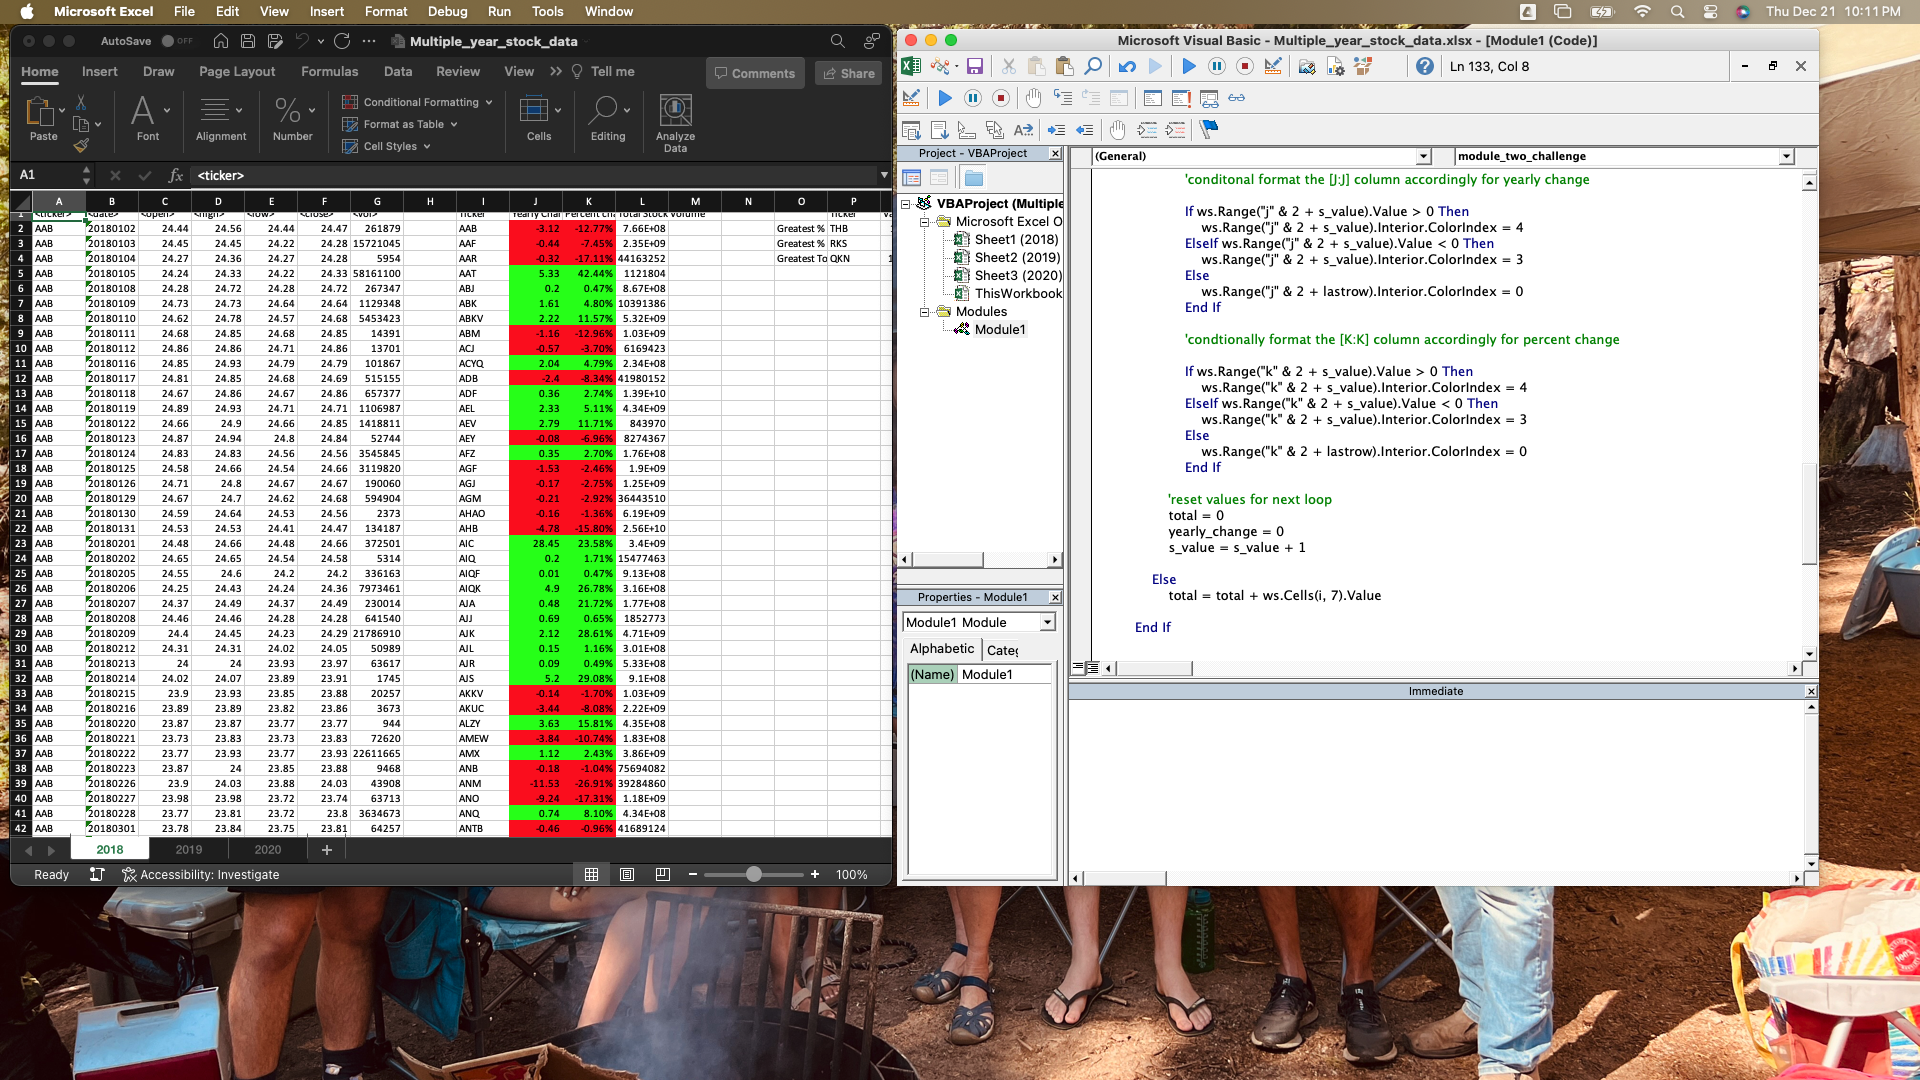 Microsoft Excel File Edit View Insert Format Debug Run Tools Window Thu Dec 21 10:11 PM
AutoSave OFF Multiple_year_stock_data
Home Insert Draw Page Layout Formulas Data Review View Tell me Comments Share
Paste Font Alignment Number Conditional Formatting Format as Table Cell Styles Cells Editing Analyze Data
A1 fx <ticker>
A B C D E F G H I J K L M N O P
1 <ticker> <date> <open> <high> <low> <close> <vol> Ticker Yearly Char Percent Cha Total Stock Volume Ticker Va
2 AAB 20180102 24.44 24.56 24.44 24.47 261879 AAB -3.12 -12.77% 7.66E+08 Greatest % THB
3 AAB 20180103 24.45 24.45 24.22 24.28 15721045 AAF -0.44 -7.45% 2.35E+09 Greatest % RKS
4 AAB 20180104 24.27 24.36 24.27 24.28 5954 AAR -0.32 -17.11% 44163252 Greatest To QKN
5 AAB 20180105 24.24 24.33 24.22 24.33 58161100 AAT 5.33 42.44% 1121804
6 AAB 20180108 24.28 24.72 24.28 24.72 267347 ABJ 0.2 0.47% 8.67E+08
7 AAB 20180109 24.73 24.73 24.64 24.64 1129348 ABK 1.61 4.80% 10391386
8 AAB 20180110 24.62 24.78 24.57 24.68 5453423 ABKV 2.22 11.57% 5.32E+09
9 AAB 20180111 24.68 24.85 24.68 24.85 14391 ABM -1.16 -12.96% 1.03E+09
10 AAB 20180112 24.86 24.86 24.71 24.86 13701 ACJ -0.57 -3.70% 6169423
11 AAB 20180116 24.85 24.93 24.79 24.79 101867 ACYQ 2.04 4.79% 2.34E+08
12 AAB 20180117 24.81 24.85 24.68 24.69 515155 ADB -2.4 -8.34% 41980152
13 AAB 20180118 24.67 24.86 24.67 24.86 657377 ADF 0.36 2.74% 1.39E+10
14 AAB 20180119 24.89 24.93 24.71 24.71 1106987 AEL 2.33 5.11% 4.34E+09
15 AAB 20180122 24.66 24.9 24.66 24.85 1418811 AEV 2.79 11.71% 843970
16 AAB 20180123 24.87 24.94 24.8 24.84 52744 AEY -0.08 -6.96% 8274367
17 AAB 20180124 24.83 24.83 24.56 24.56 3545845 AFZ 0.35 2.70% 1.76E+08
18 AAB 20180125 24.58 24.66 24.54 24.66 3119820 AGF -1.53 -2.46% 1.9E+09
19 AAB 20180126 24.71 24.8 24.67 24.67 190060 AGJ -0.17 -2.75% 1.25E+09
20 AAB 20180129 24.67 24.7 24.62 24.68 594904 AGM -0.21 -2.92% 36443510
21 AAB 20180130 24.59 24.64 24.53 24.56 2373 AHAO -0.16 -1.36% 6.19E+09
22 AAB 20180131 24.53 24.53 24.41 24.47 134187 AHB -4.78 -15.80% 2.56E+10
23 AAB 20180201 24.48 24.66 24.48 24.66 372501 AIC 28.45 23.58% 3.4E+09
24 AAB 20180202 24.65 24.65 24.54 24.58 5314 AIQ 0.2 1.71% 15477463
25 AAB 20180205 24.55 24.6 24.2 24.2 336163 AIQF 0.01 0.47% 9.13E+08
26 AAB 20180206 24.25 24.43 24.24 24.36 7973461 AIQK 4.9 26.78% 3.16E+08
27 AAB 20180207 24.37 24.49 24.37 24.49 230014 AJA 0.48 21.72% 1.77E+08
28 AAB 20180208 24.46 24.46 24.28 24.28 641540 AJJ 0.69 0.65% 1852773
29 AAB 20180209 24.4 24.45 24.23 24.29 21786910 AJK 2.12 28.61% 4.71E+09
30 AAB 20180212 24.31 24.31 24.02 24.05 50989 AJL 0.15 1.16% 3.01E+08
31 AAB 20180213 24 24 23.93 23.97 63617 AJR 0.09 0.49% 5.33E+08
32 AAB 20180214 24.02 24.07 23.89 23.91 1745 AJS 5.2 29.08% 9.1E+08
33 AAB 20180215 23.9 23.93 23.85 23.88 20257 AKKV -0.14 -1.70% 1.03E+09
34 AAB 20180216 23.89 23.89 23.82 23.86 3673 AKUC -3.44 -8.08% 2.22E+09
35 AAB 20180220 23.87 23.87 23.77 23.77 944 ALZY 3.63 15.81% 4.35E+08
36 AAB 20180221 23.73 23.83 23.73 23.83 72620 AMEW -3.84 -10.74% 1.83E+08
37 AAB 20180222 23.77 23.93 23.77 23.93 22611665 AMX 1.12 2.43% 3.86E+09
38 AAB 20180223 23.87 24 23.85 23.88 9468 ANB -0.18 -1.04% 75694082
39 AAB 20180226 23.9 24.03 23.88 24.03 43908 ANM -11.53 -26.91% 39284860
40 AAB 20180227 23.98 23.98 23.72 23.74 63713 ANO -9.24 -17.31% 1.18E+09
41 AAB 20180228 23.77 23.81 23.72 23.8 3634673 ANQ 0.74 8.10% 4.34E+08
42 AAB 20180301 23.78 23.84 23.75 23.81 64257 ANTB -0.46 -0.96% 41689124
2018 2019 2020 +
Ready Accessibility: Investigate 100%
Microsoft Visual Basic - Multiple_year_stock_data.xlsx - [Module1 (Code)]
Ln 133, Col 8
Project - VBAProject
VBAProject (Multiple
Microsoft Excel O
Sheet1 (2018)
Sheet2 (2019)
Sheet3 (2020)
ThisWorkbook
Modules
Module1
Properties - Module1
Module1 Module
Alphabetic Categ
(Name) Module1
(General) module_two_challenge
'conditonal format the [J:J] column accordingly for yearly change
If ws.Range("j" & 2 + s_value).Value > 0 Then
ws.Range("j" & 2 + s_value).Interior.ColorIndex = 4
ElseIf ws.Range("j" & 2 + s_value).Value < 0 Then
ws.Range("j" & 2 + s_value).Interior.ColorIndex = 3
Else
ws.Range("j" & 2 + lastrow).Interior.ColorIndex = 0
End If
'condtionally format the [K:K] column accordingly for percent change
If ws.Range("k" & 2 + s_value).Value > 0 Then
ws.Range("k" & 2 + s_value).Interior.ColorIndex = 4
ElseIf ws.Range("k" & 2 + s_value).Value < 0 Then
ws.Range("k" & 2 + s_value).Interior.ColorIndex = 3
Else
ws.Range("k" & 2 + lastrow).Interior.ColorIndex = 0
End If
'reset values for next loop
total = 0
yearly_change = 0
s_value = s_value + 1
Else
total = total + ws.Cells(i, 7).Value
End If
Immediate